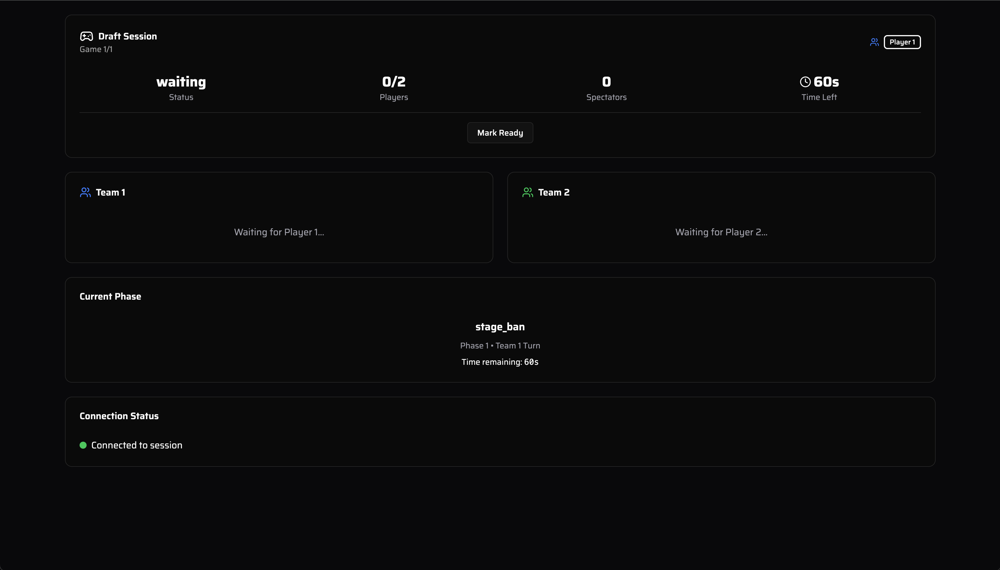 Draft Session
Game 1/1
Player 1
waiting
Status
0/2
Players
0
Spectators
60s
Time Left
Mark Ready
Team 1
Waiting for Player 1...
Team 2
Waiting for Player 2...
Current Phase
stage_ban
Phase 1 • Team 1 Turn
Time remaining: 60s
Connection Status
Connected to session